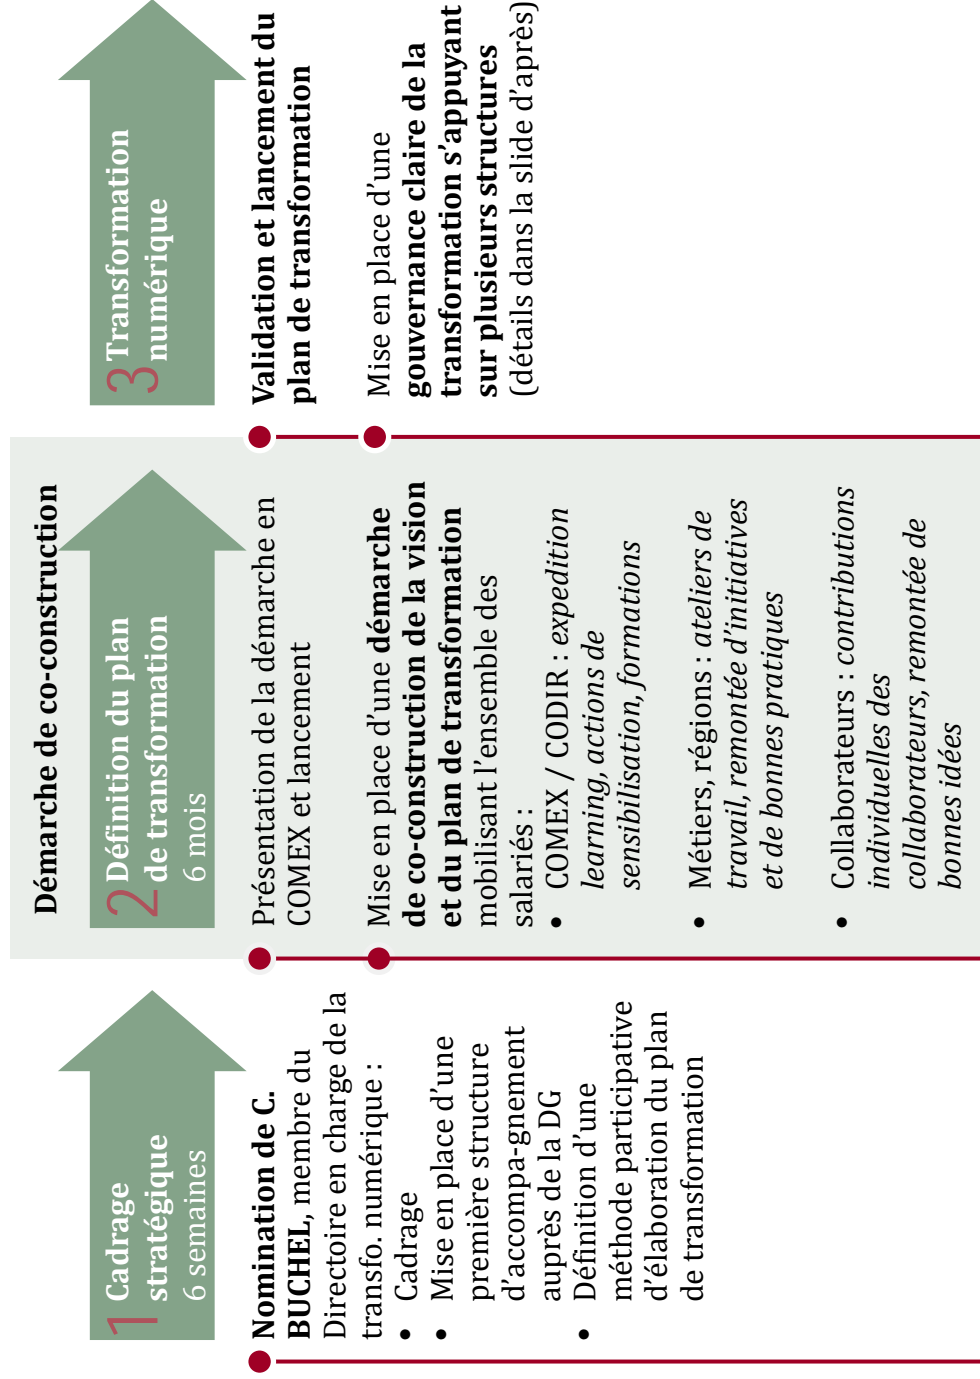 1 Cadrage
stratégique
6 semaines
Nomination de C.
BUCHEL, membre du
Directoire en charge de la
transfo. numérique :
• Cadrage
• Mise en place d’une
première structure
d’accompa-gnement
auprès de la DG
• Définition d’une
méthode participative
d’élaboration du plan
de transformation
Démarche de co-construction
2 Définition du plan
de transformation
6 mois
Présentation de la démarche en
COMEX et lancement
Mise en place d’une démarche
de co-construction de la vision
et du plan de transformation
mobilisant l’ensemble des
salariés :
• COMEX / CODIR : expedition
learning, actions de
sensibilisation, formations
• Métiers, régions : ateliers de
travail, remontée d’initiatives
et de bonnes pratiques
• Collaborateurs : contributions
individuelles des
collaborateurs, remontée de
bonnes idées
3 Transformation
numérique
Validation et lancement du
plan de transformation
Mise en place d’une
gouvernance claire de la
transformation s’appuyant
sur plusieurs structures
(détails dans la slide d’après)